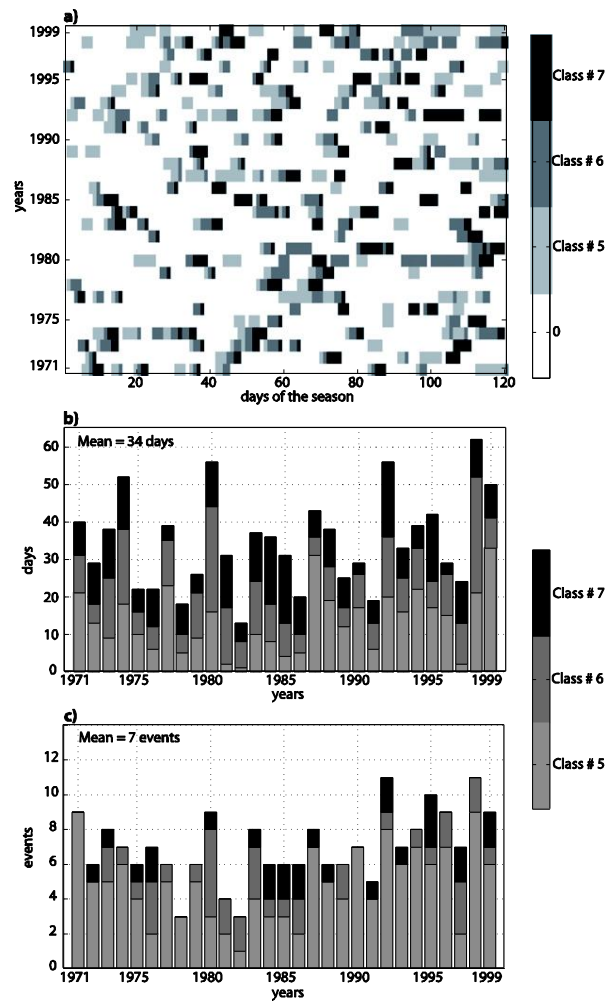 a)
1999
1995
1990
1985
1980
1975
1971
years
20 40 60 80 100 120
days of the season
Class # 7
Class # 6
Class # 5
0
b)
Mean = 34 days
60
50
40
30
20
10
0
days
1971 1975 1980 1985 1990 1995 1999
years
c)
Mean = 7 events
12
10
8
6
4
2
0
events
1971 1975 1980 1985 1990 1995 1999
years
Class # 7
Class # 6
Class # 5